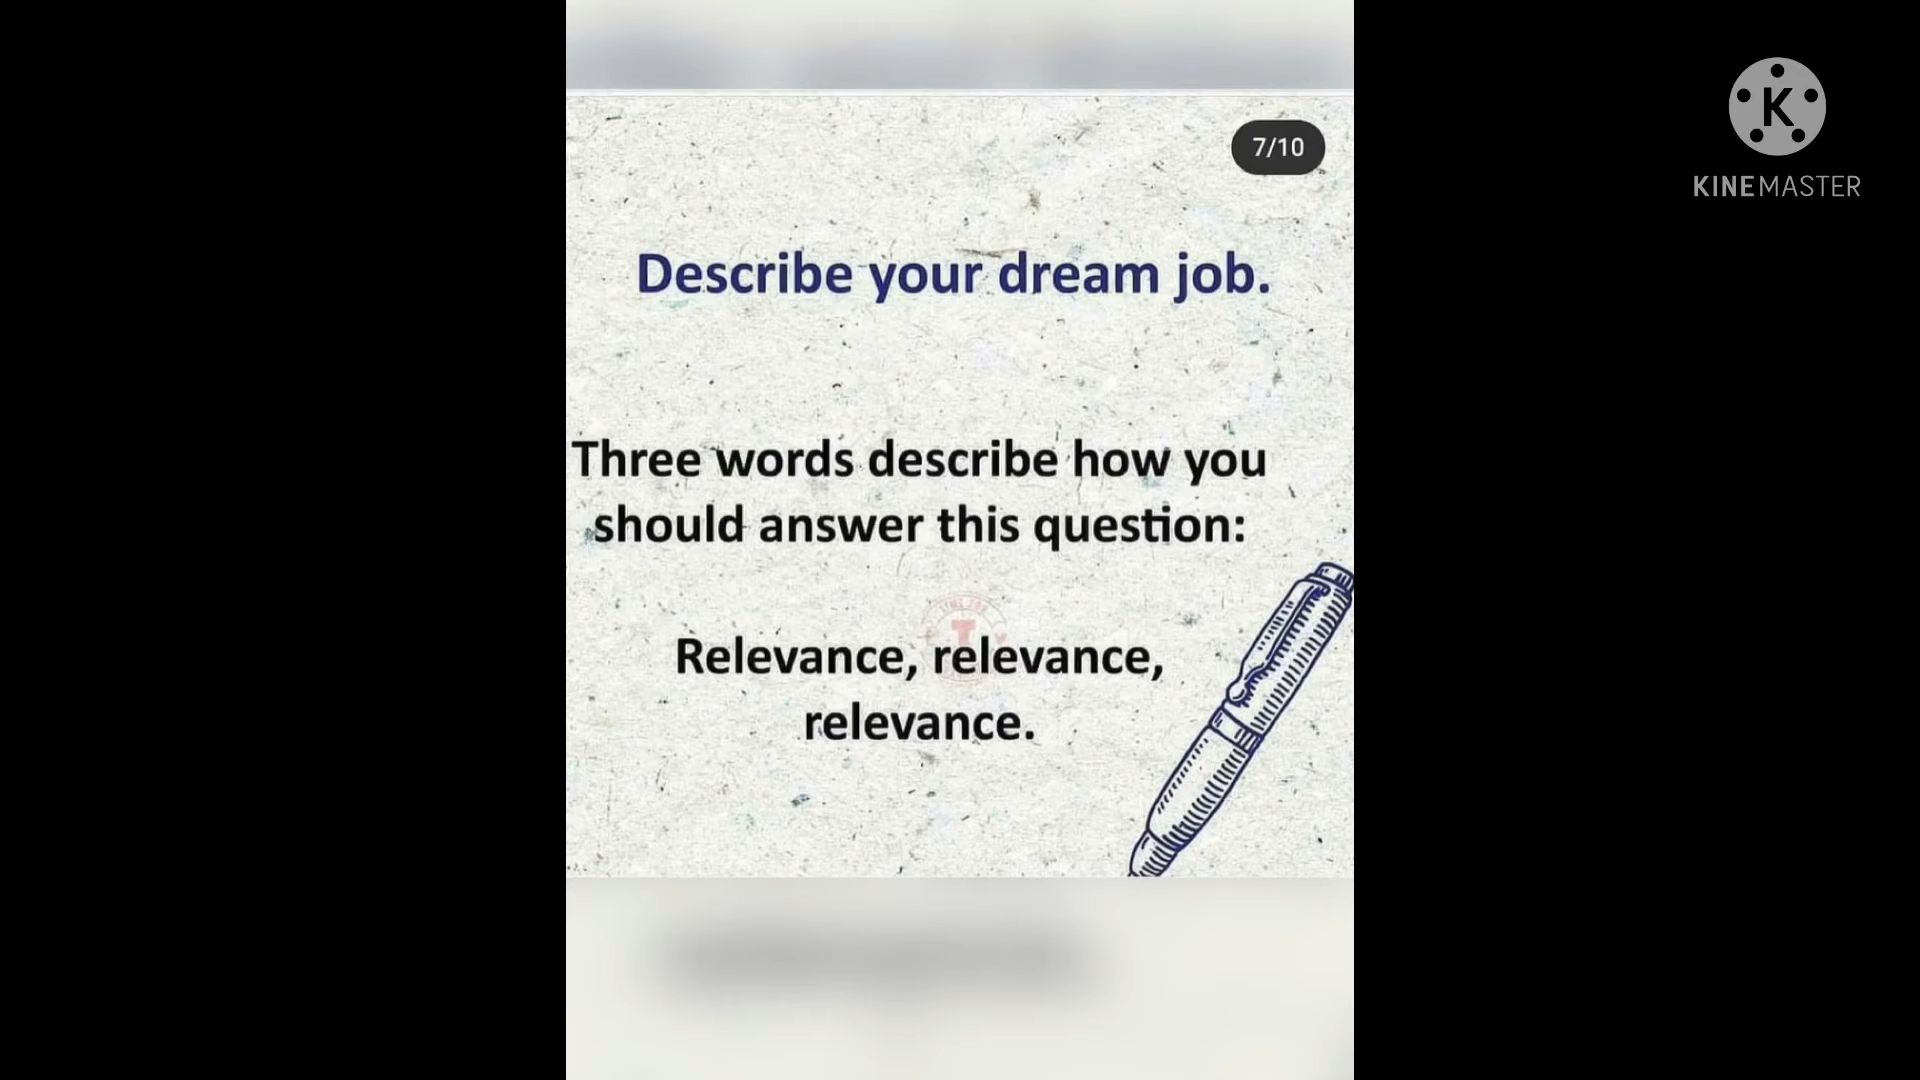 7/10
K
KINEMASTER
Describe your dream job.
Three words describe how you
should answer this question:
Relevance, relevance,
relevance.